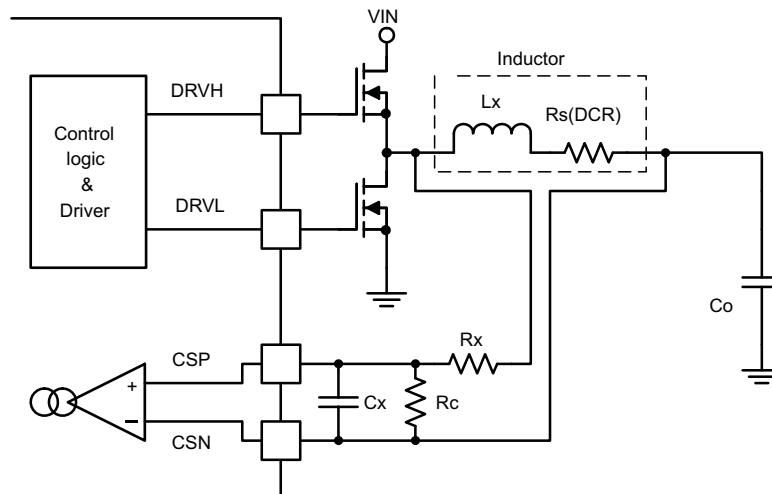 VIN
Inductor
DRVH
Lx
Rs(DCR)
Control
logic
&
Driver
DRVL
Co
Rx
CSP
+
Cx
Rc
–
CSN